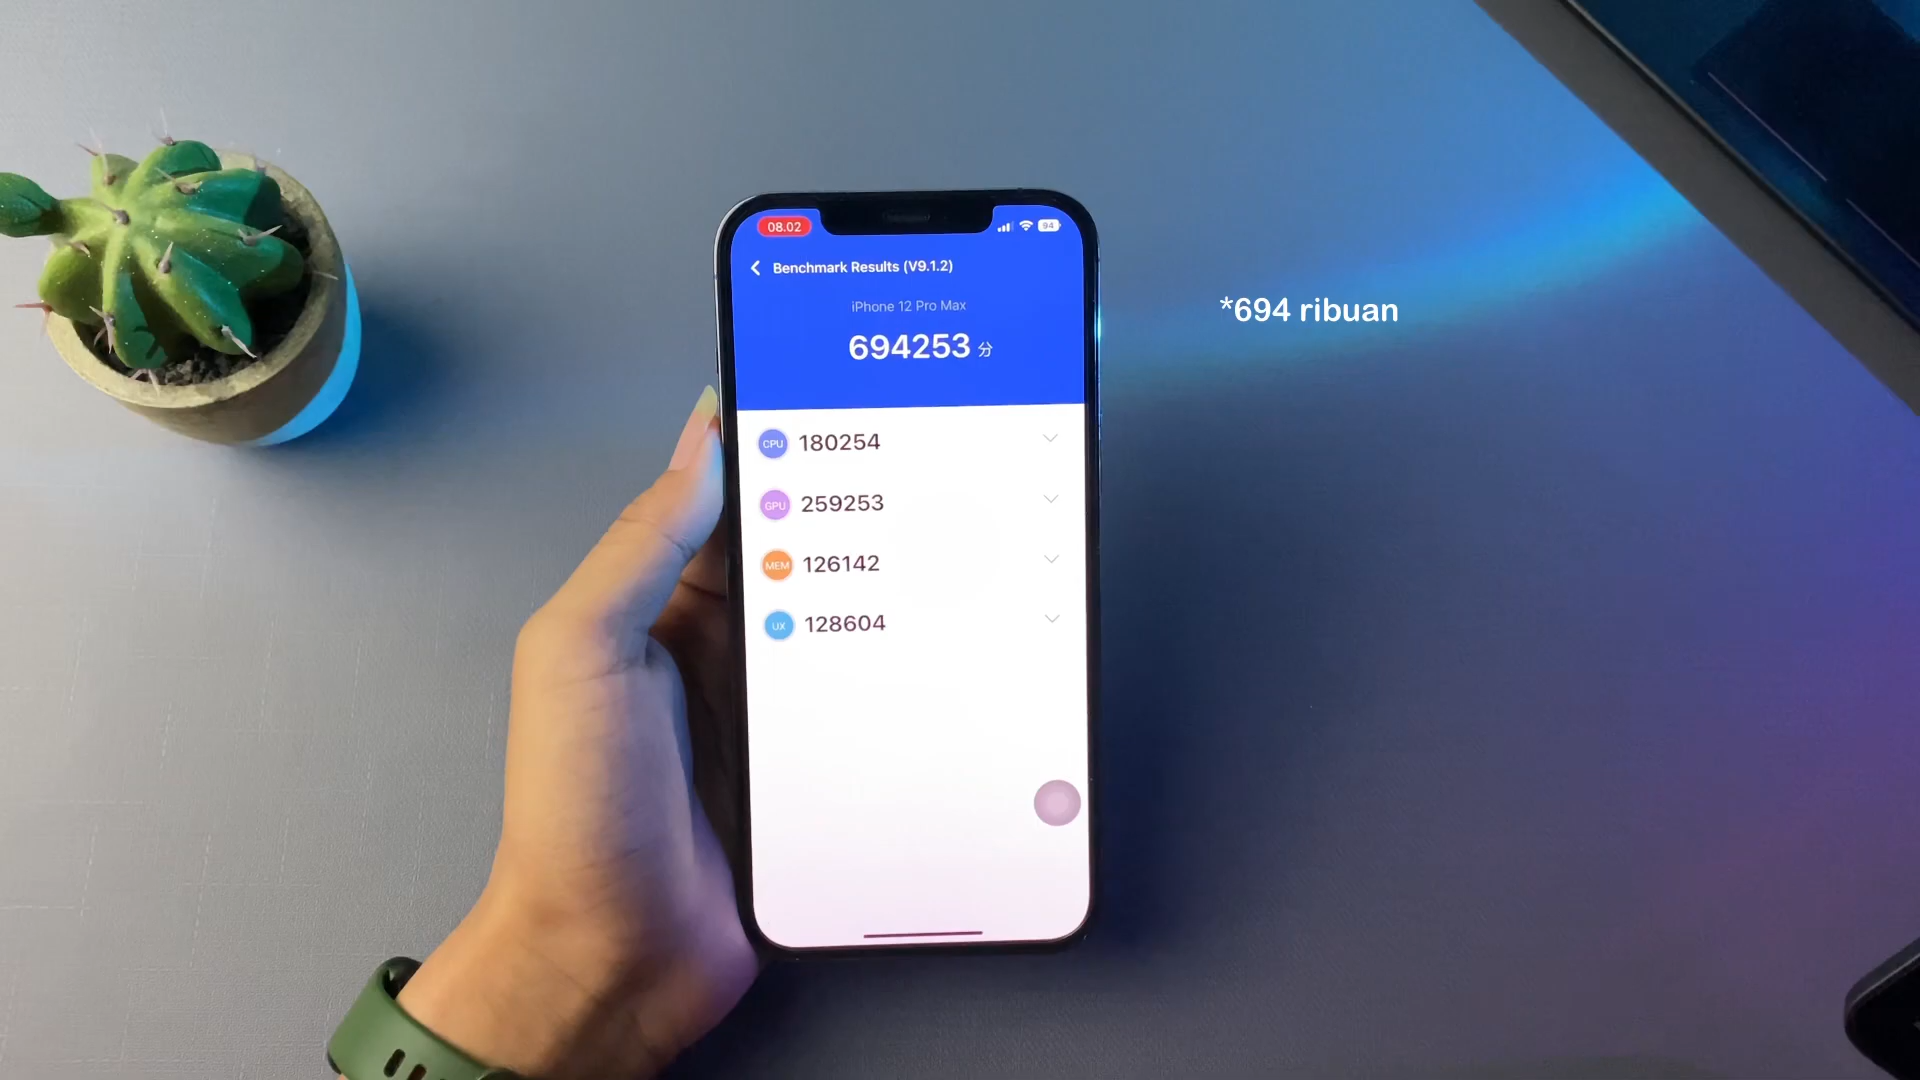 08.02
94
Benchmark Results (V9.1.2)
iPhone 12 Pro Max
694253 分
*694 ribuan
CPU 180254
GPU 259253
MEM 126142
UX 128604